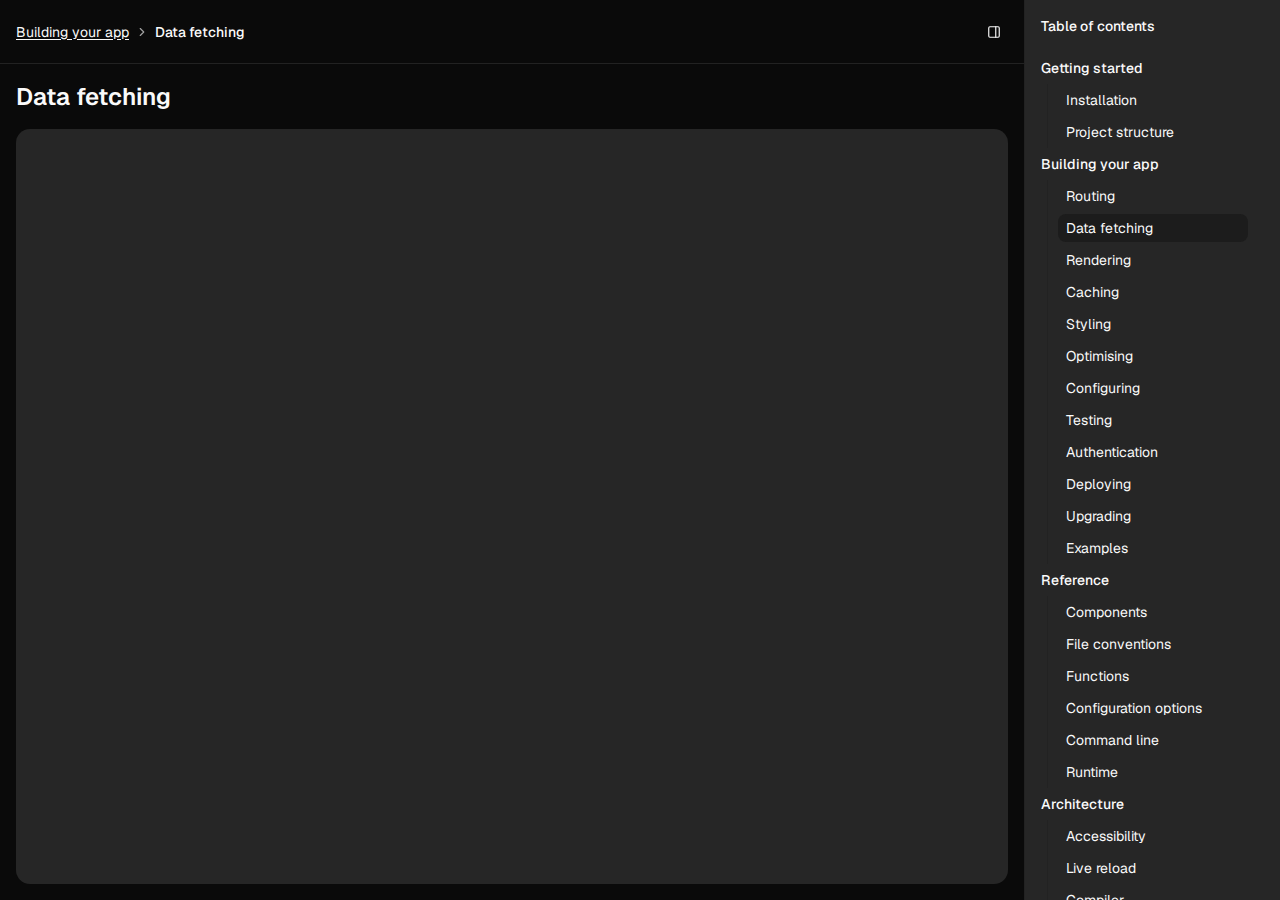 Building your app
Data fetching
Data fetching
Table of contents
Getting started
Installation
Project structure
Building your app
Routing
Data fetching
Rendering
Caching
Styling
Optimising
Configuring
Testing
Authentication
Deploying
Upgrading
Examples
Reference
Components
File conventions
Functions
Configuration options
Command line
Runtime
Architecture
Accessibility
Live reload
Compiler